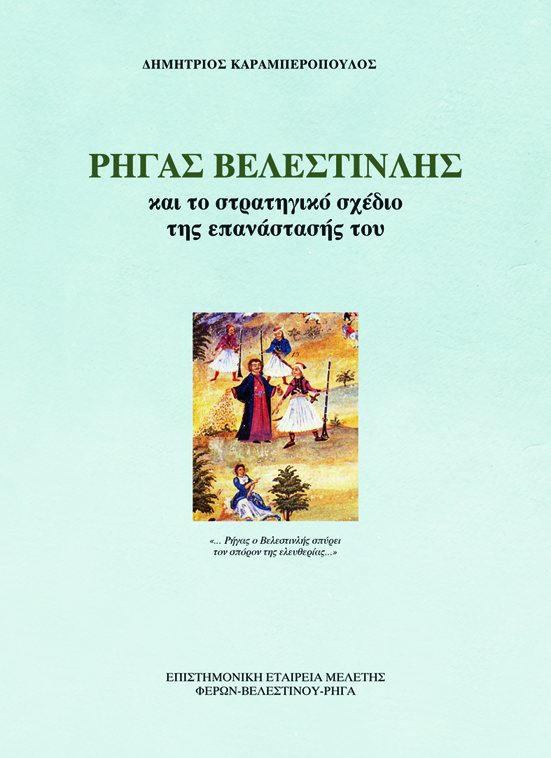 ΔΗΜΗΤΡΙΟΣ ΚΑΡΑΜΠΕΡΟΠΟΥΛΟΣ
ΡΗΓΑΣ ΒΕΛΕΣΤΙΝΛΗΣ
και το στρατηγικό σχέδιο
της επανάστασής του
«... Ρήγας ο Βελεστινλής σπύρει
τον σπόρον της ελευθερίας...»
ΕΠΙΣΤΗΜΟΝΙΚΗ ΕΤΑΙΡΕΙΑ ΜΕΛΕΤΗΣ
ΦΕΡΩΝ-ΒΕΛΕΣΤΙΝΟΥ-ΡΗΓΑ